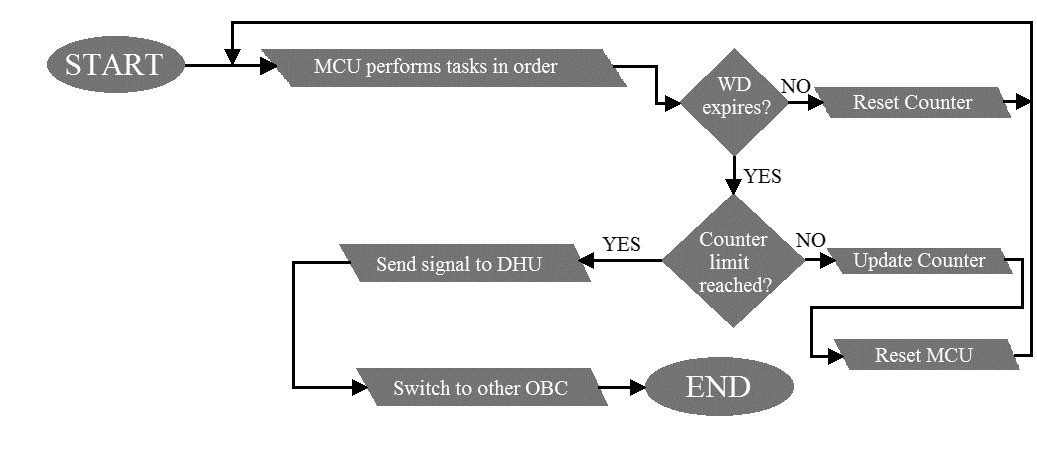 START
MCU performs tasks in order
WD
expires?
NO
Reset Counter
YES
Counter
limit
reached?
NO
Update Counter
YES
Send signal to DHU
Reset MCU
Switch to other OBC
END